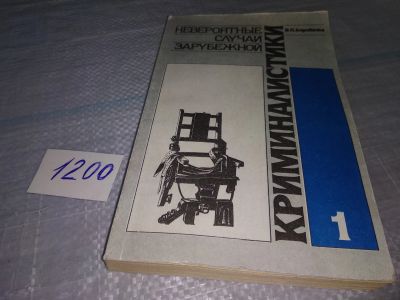 НЕВЕРОЯТНЫЕ
СЛУЧАИ
ЗАРУБЕЖНОЙ
КРИМИНАЛИСТИКИ
1
1200